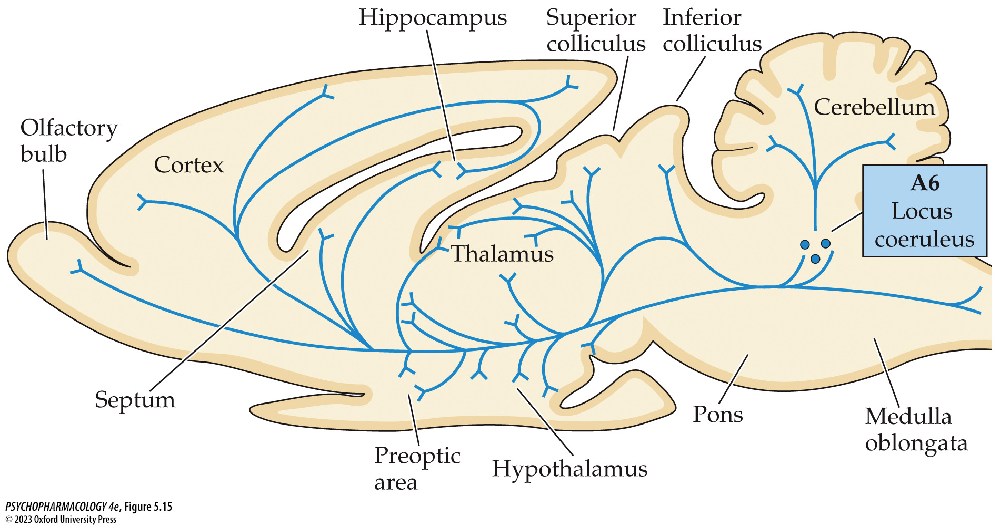 Hippocampus
Superior
colliculus
Inferior
colliculus
Olfactory
bulb
Cortex
Cerebellum
A6
Locus
coeruleus
Thalamus
Septum
Pons
Medulla
oblongata
Preoptic
area
Hypothalamus
PSYCHOPHARMACOLOGY 4e, Figure 5.15
© 2023 Oxford University Press